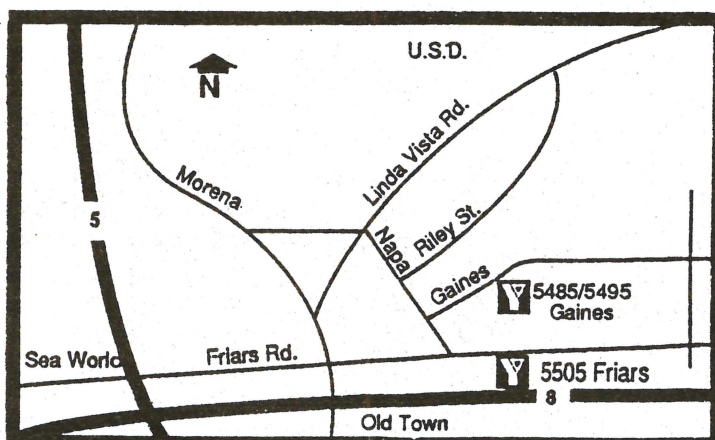 U.S.D.
N
Linda Vista Rd.
Morena
5
Napa
Riley St.
Gaines
5485/5495
Gaines
Sea World
Friars Rd.
5505 Friars
8
Old Town